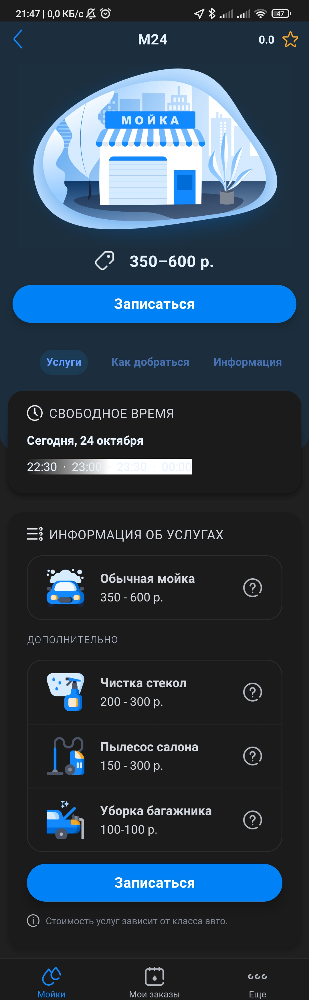 21:47 | 0,0 КБ/с 47
М24 0.0
МОЙКА
350–600 р.
Записаться
Услуги Как добраться Информация
СВОБОДНОЕ ВРЕМЯ
Сегодня, 24 октября
22:30 · 23:00 · 23:30 · 00:00
ИНФОРМАЦИЯ ОБ УСЛУГАХ
Обычная мойка
350 - 600 р.
ДОПОЛНИТЕЛЬНО
Чистка стекол
200 - 300 р.
Пылесос салона
150 - 300 р.
Уборка багажника
100-100 р.
Записаться
Стоимость услуг зависит от класса авто.
Мойки Мои заказы Еще